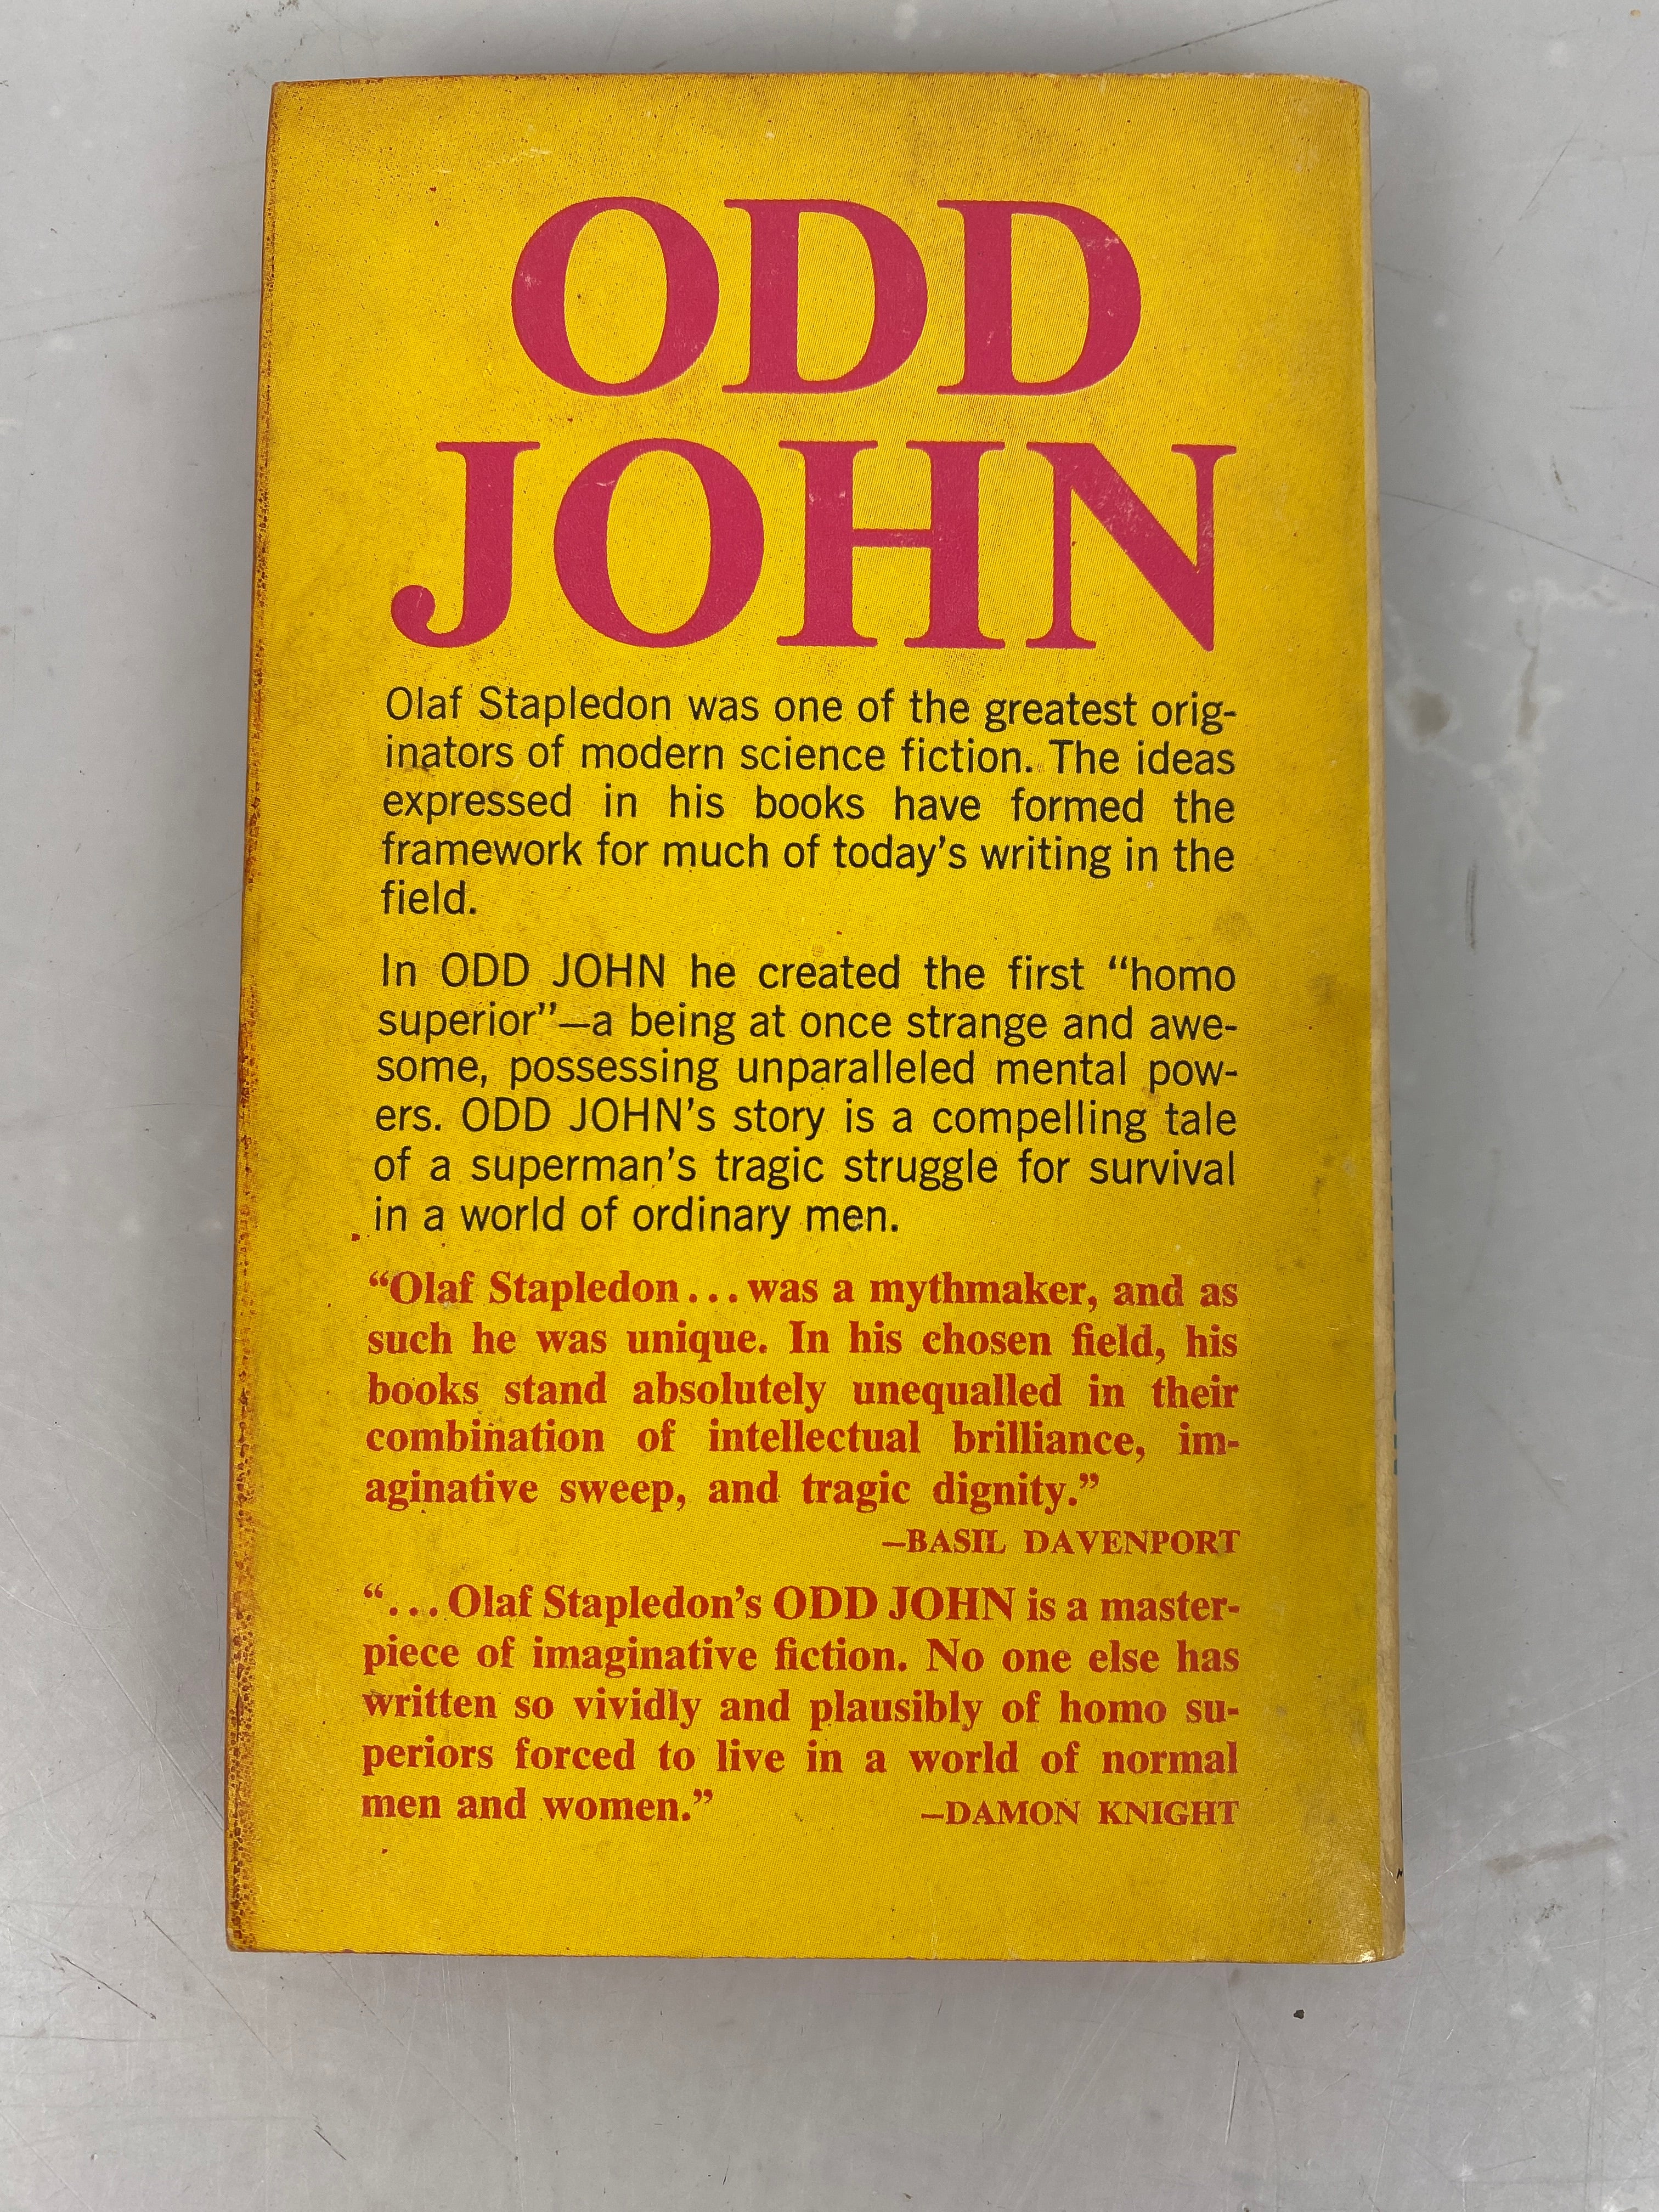 ODD
JOHN
Olaf Stapledon was one of the greatest orig-
inators of modern science fiction. The ideas
expressed in his books have formed the
framework for much of today's writing in the
field.
In ODD JOHN he created the first “homo
superior”—a being at once strange and awe-
some, possessing unparalleled mental pow-
ers. ODD JOHN's story is a compelling tale
of a superman's tragic struggle for survival
in a world of ordinary men.
“Olaf Stapledon...was a mythmaker, and as
such he was unique. In his chosen field, his
books stand absolutely unequalled in their
combination of intellectual brilliance, im-
aginative sweep, and tragic dignity.”
—BASIL DAVENPORT
“...Olaf Stapledon's ODD JOHN is a master-
piece of imaginative fiction. No one else has
written so vividly and plausibly of homo su-
periors forced to live in a world of normal
men and women.” —DAMON KNIGHT